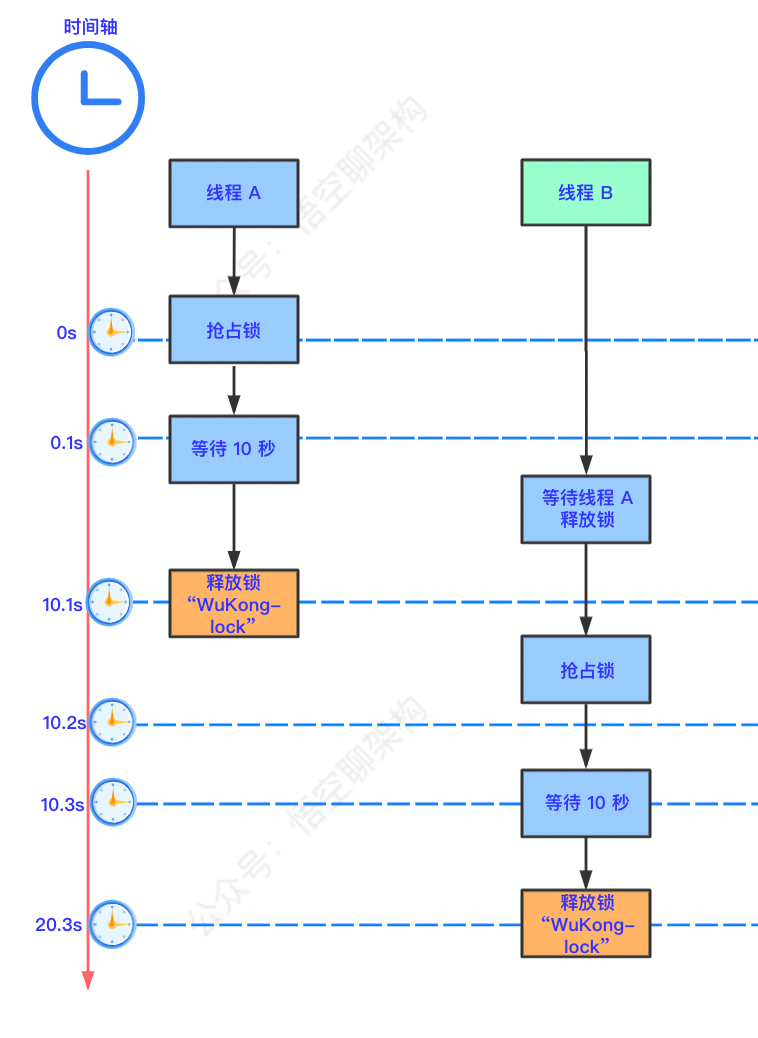 时间轴
线程 A
线程 B
0s
抢占锁
0.1s
等待 10 秒
等待线程 A
释放锁
10.1s
释放锁
“WuKong-
lock”
抢占锁
10.2s
10.3s
等待 10 秒
20.3s
释放锁
“WuKong-
lock”
公众号：悟空聊架构
公众号：悟空聊架构